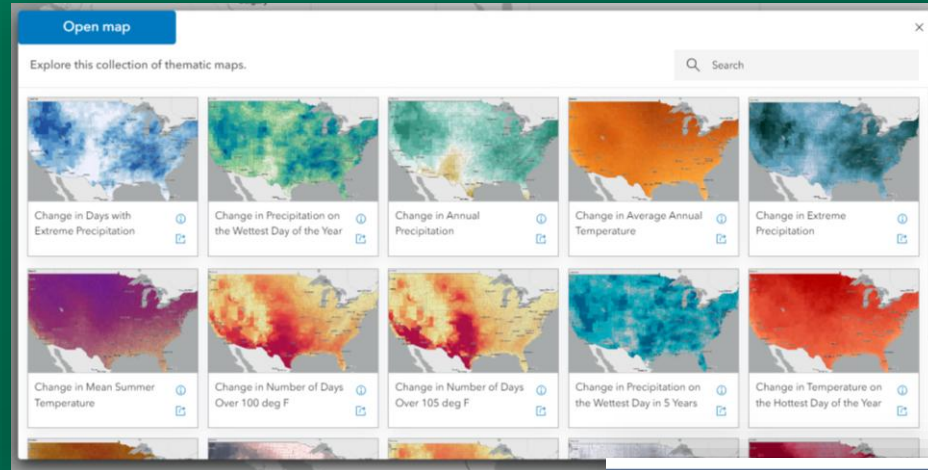 Open map
Explore this collection of thematic maps.
Search
Change in Days with
Extreme Precipitation
Change in Precipitation on
the Wettest Day of the Year
Change in Annual
Precipitation
Change in Average Annual
Temperature
Change in Extreme
Precipitation
Change in Mean Summer
Temperature
Change in Number of Days
Over 100 deg F
Change in Number of Days
Over 105 deg F
Change in Precipitation on
the Wettest Day in 5 Years
Change in Temperature on
the Hottest Day of the Year